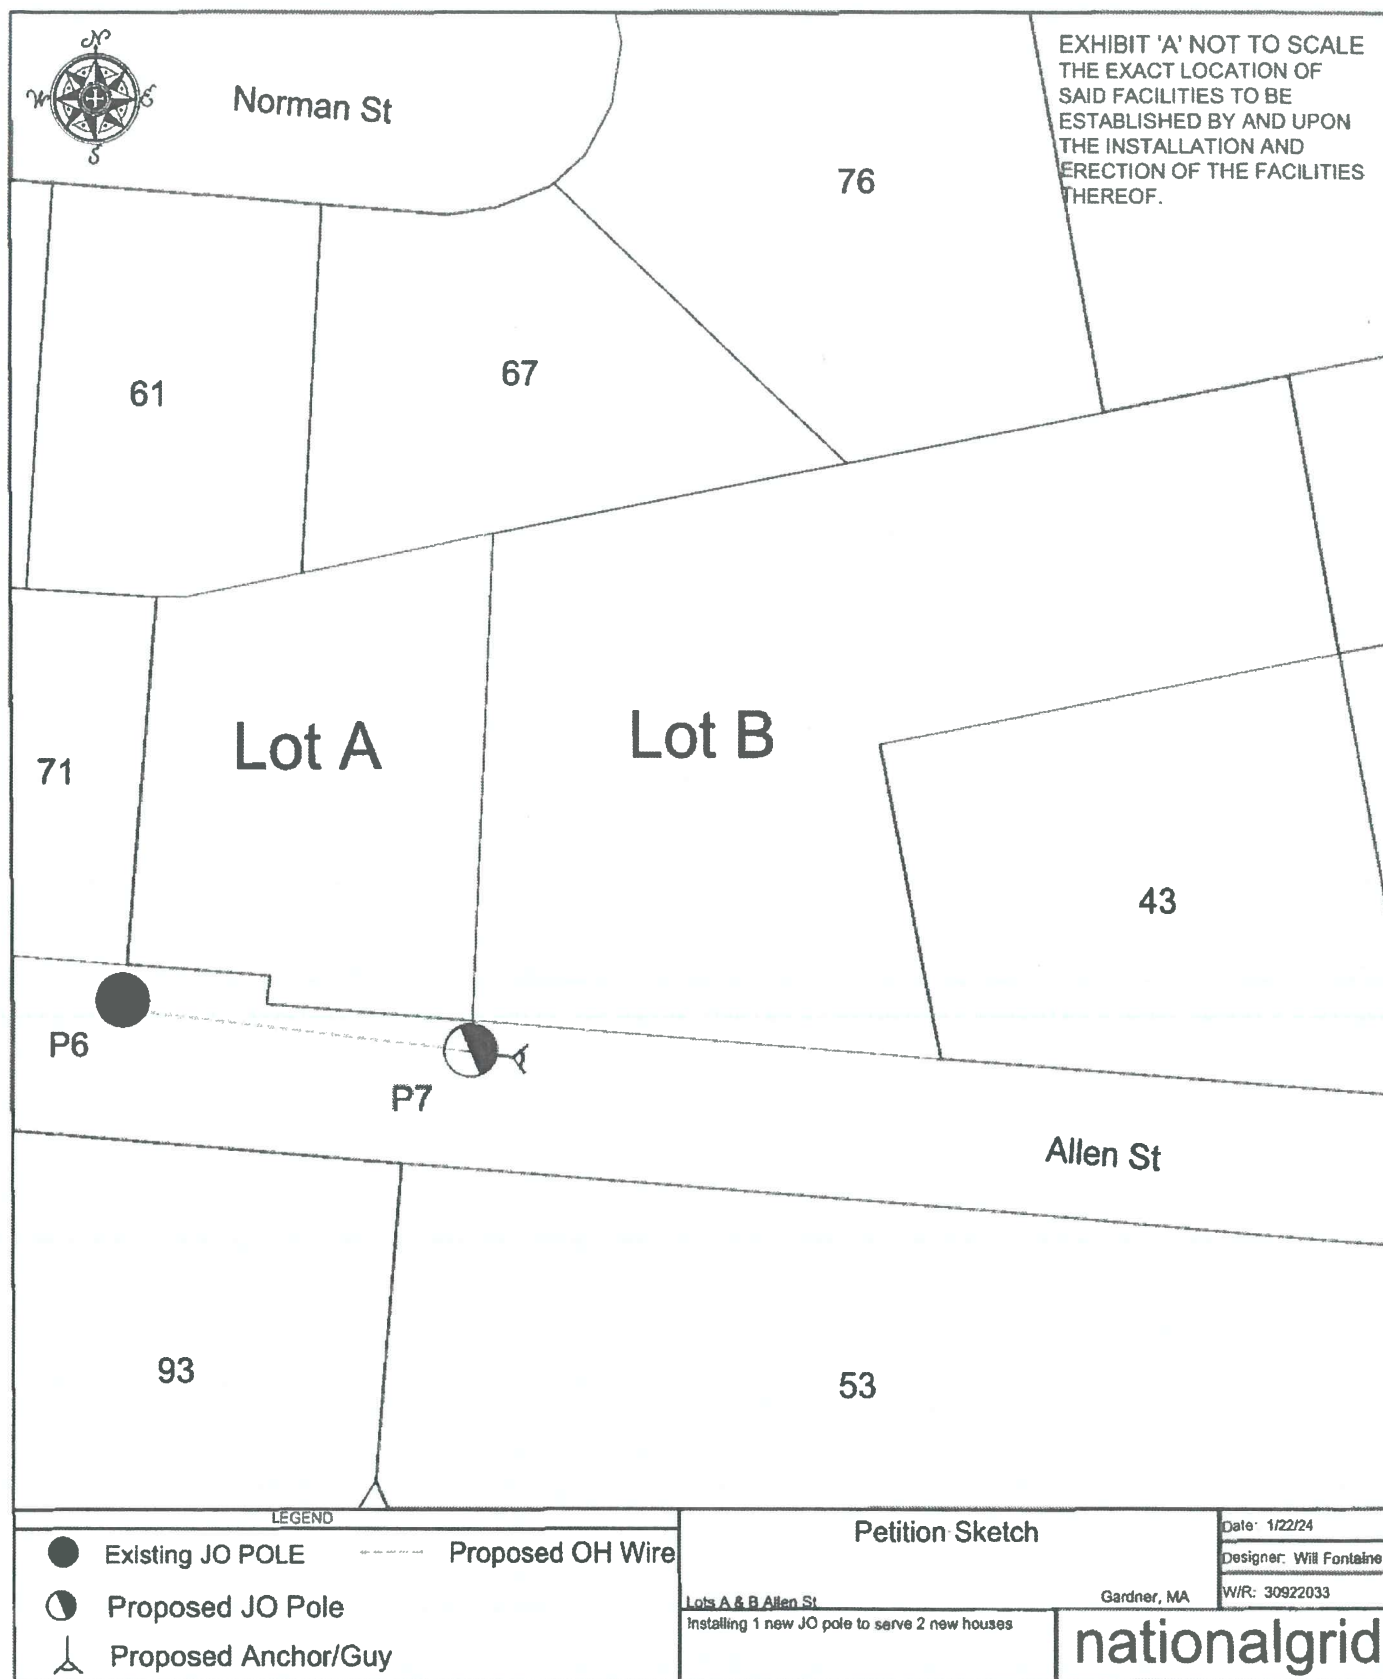 N
W
E
S
Norman St
EXHIBIT 'A' NOT TO SCALE
THE EXACT LOCATION OF
SAID FACILITIES TO BE
ESTABLISHED BY AND UPON
THE INSTALLATION AND
ERECTION OF THE FACILITIES
THEREOF.
76
61
67
71
Lot A
Lot B
43
P6
P7
Allen St
93
53
LEGEND
Existing JO POLE
Proposed OH Wire
Proposed JO Pole
Proposed Anchor/Guy
Petition Sketch
Lots A & B Allen St
Gardner, MA
Installing 1 new JO pole to serve 2 new houses
Date: 1/22/24
Designer: Will Fontaine
W/R: 30922033
nationalgrid